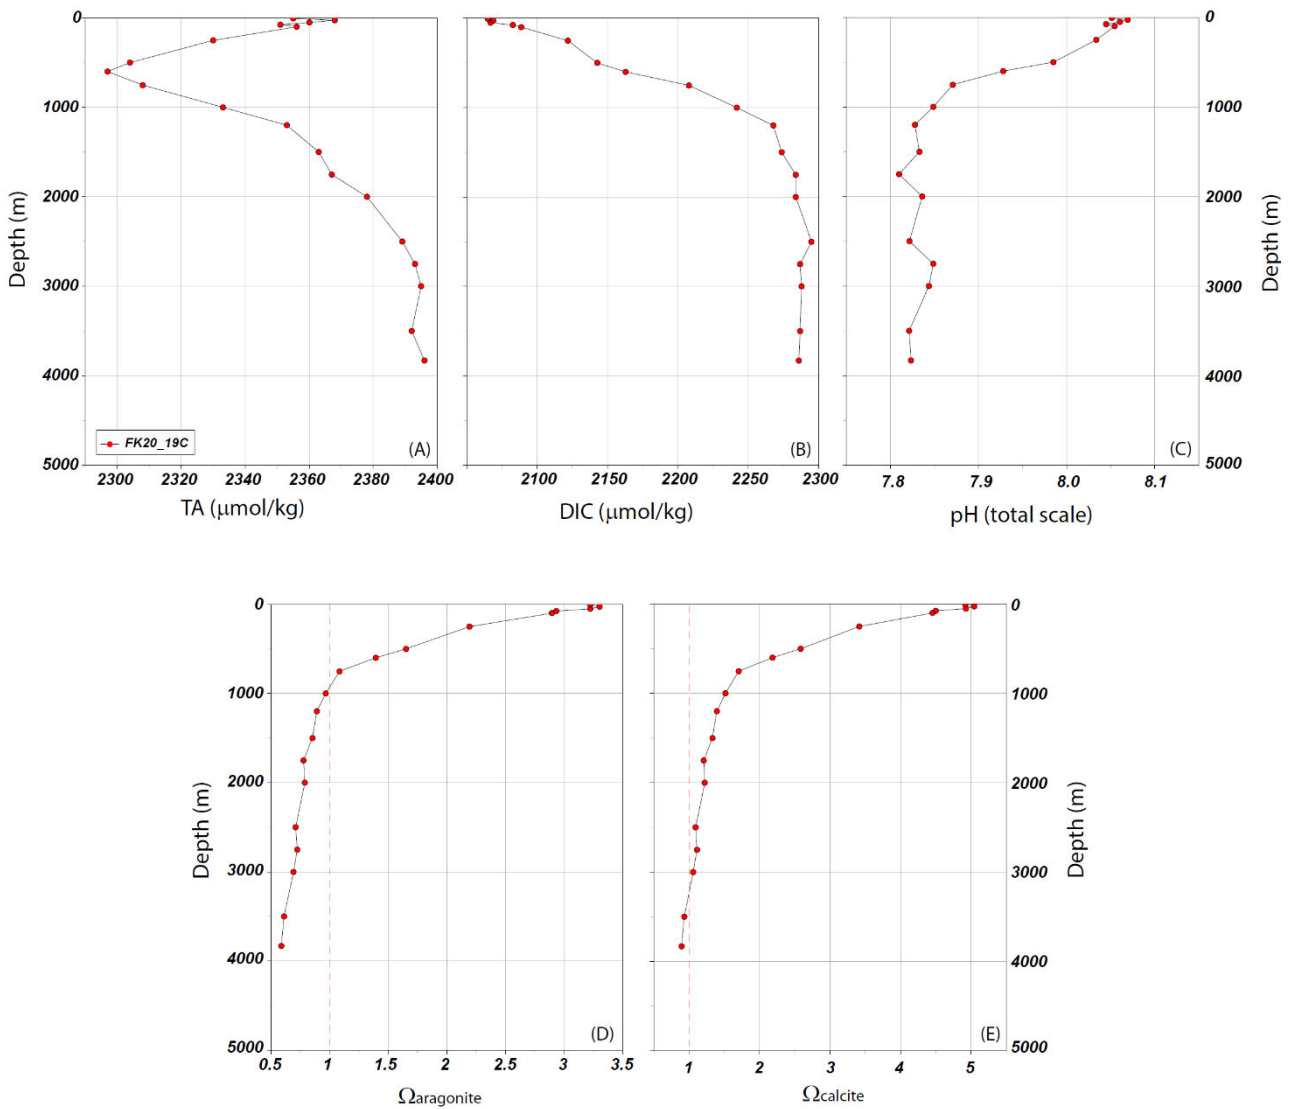 0
1000
2000
3000
4000
5000
Depth (m)
FK20_19C
(A)
2300 2320 2340 2360 2380 2400
TA (μmol/kg)
(B)
2100 2150 2200 2250 2300
DIC (μmol/kg)
(C)
7.8 7.9 8.0 8.1
pH (total scale)
0
1000
2000
3000
4000
5000
Depth (m)
0
1000
2000
3000
4000
5000
Depth (m)
(D)
0.5 1 1.5 2 2.5 3 3.5
Ωaragonite
(E)
1 2 3 4 5
Ωcalcite
0
1000
2000
3000
4000
5000
Depth (m)